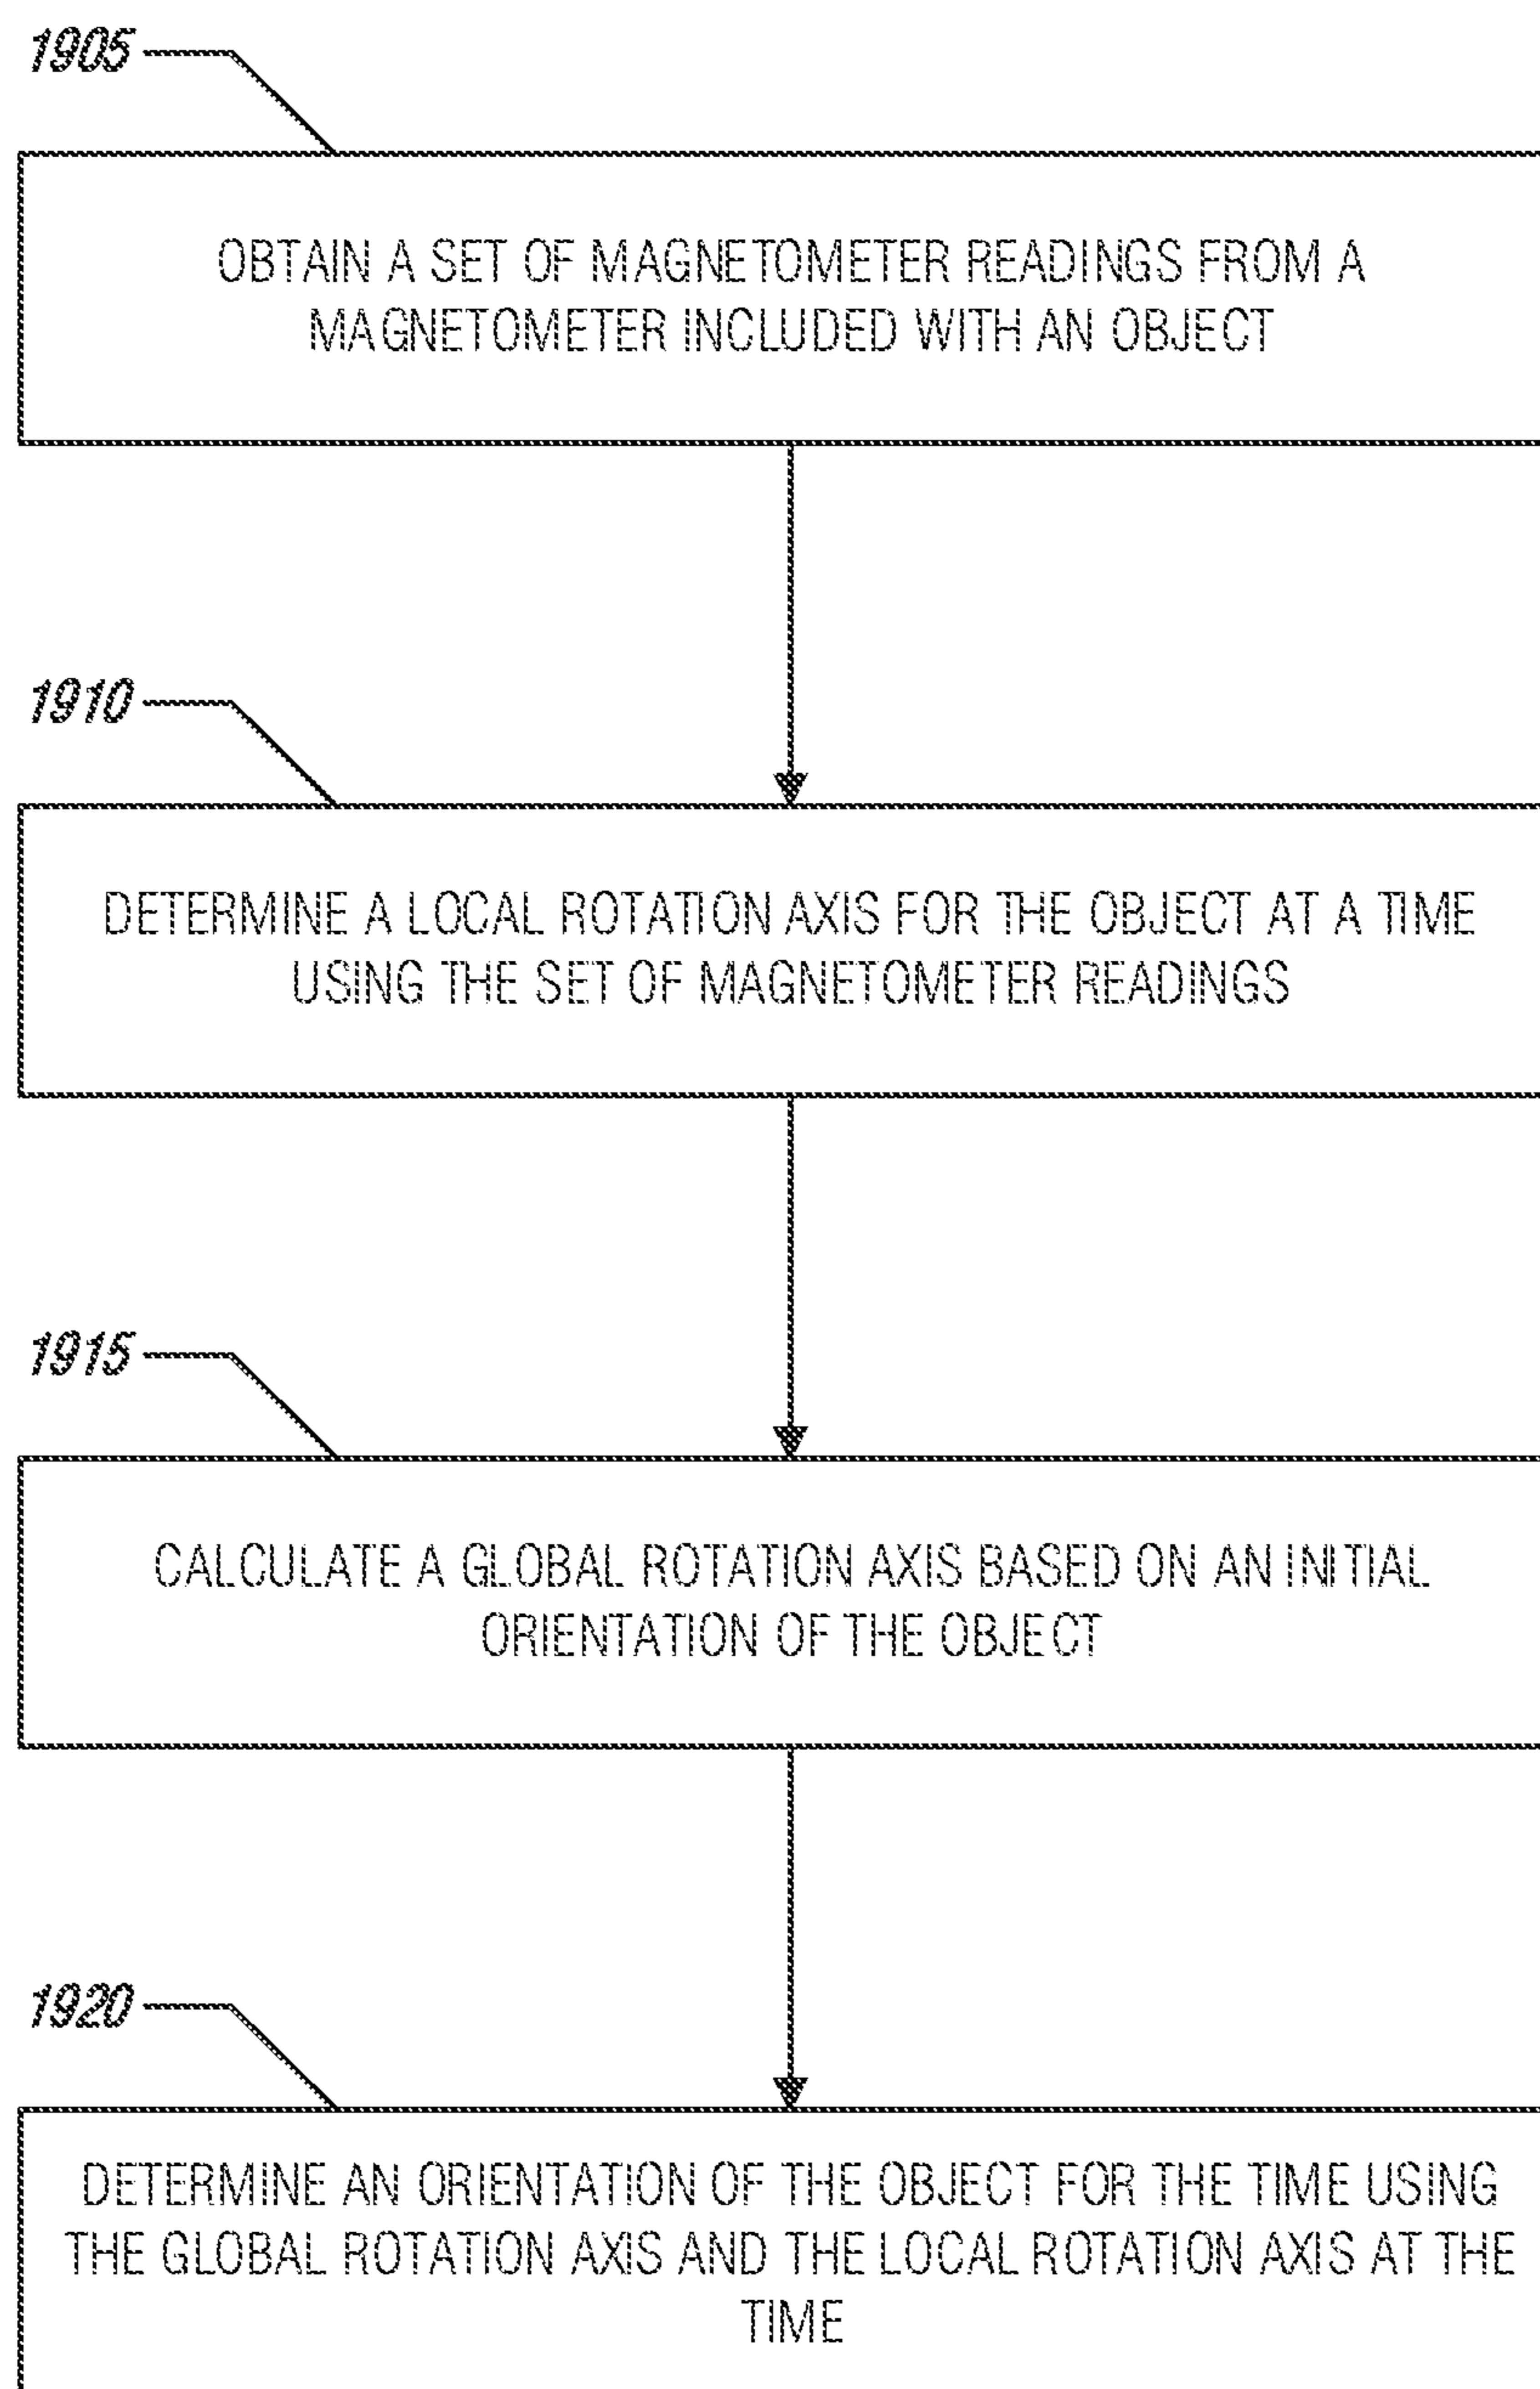 1905
OBTAIN A SET OF MAGNETOMETER READINGS FROM A
MAGNETOMETER INCLUDED WITH AN OBJECT
1910
DETERMINE A LOCAL ROTATION AXIS FOR THE OBJECT AT A TIME
USING THE SET OF MAGNETOMETER READINGS
1915
CALCULATE A GLOBAL ROTATION AXIS BASED ON AN INITIAL
ORIENTATION OF THE OBJECT
1920
DETERMINE AN ORIENTATION OF THE OBJECT FOR THE TIME USING
THE GLOBAL ROTATION AXIS AND THE LOCAL ROTATION AXIS AT THE
TIME